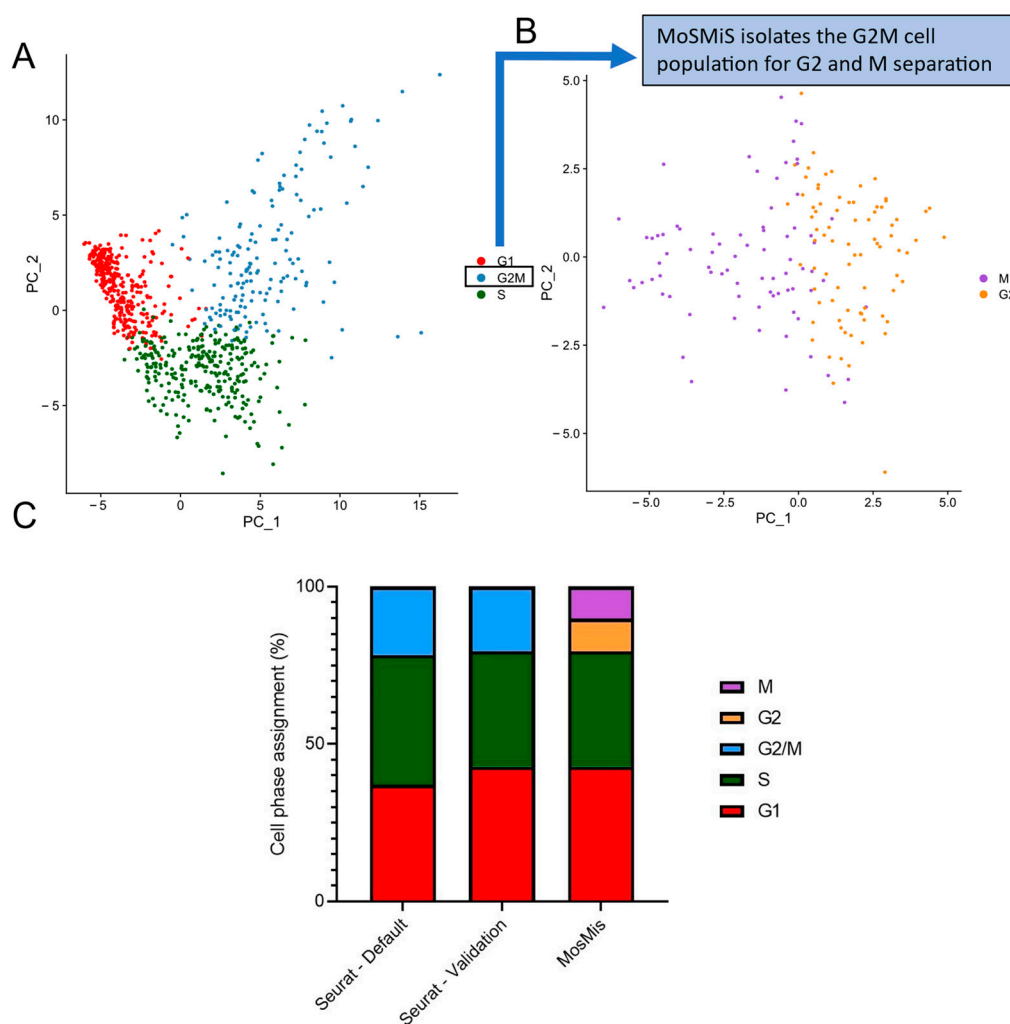 A
B
MoSMiS isolates the G2M cell
population for G2 and M separation
10
5
0
−5
PC_2
−5
0
5
10
15
PC_1
G1
G2M
S
5.0
2.5
0.0
−2.5
−5.0
PC_2
−5.0
−2.5
0.0
2.5
5.0
PC_1
M
G2
C
100
50
0
Cell phase assignment (%)
Seurat - Default
Seurat - Validation
MosMis
M
G2
G2/M
S
G1